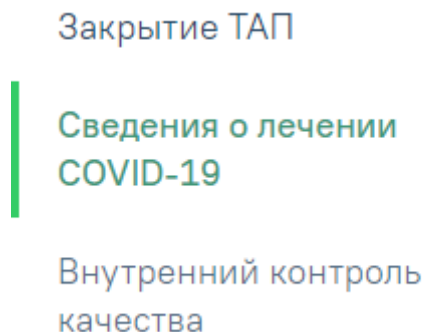 Закрытие ТАП
Сведения о лечении
COVID-19
Внутренний контроль
качества